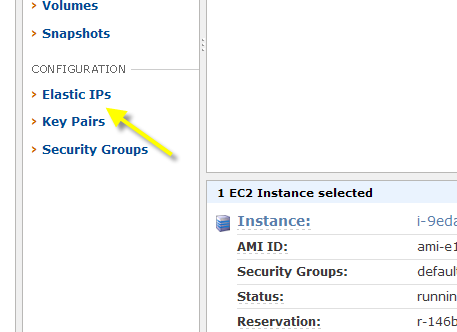 Volumes
Snapshots
CONFIGURATION
Elastic IPs
Key Pairs
Security Groups
1 EC2 Instance selected
Instance: i-9eda
AMI ID: ami-e1
Security Groups: default
Status: runnin
Reservation: r-146b